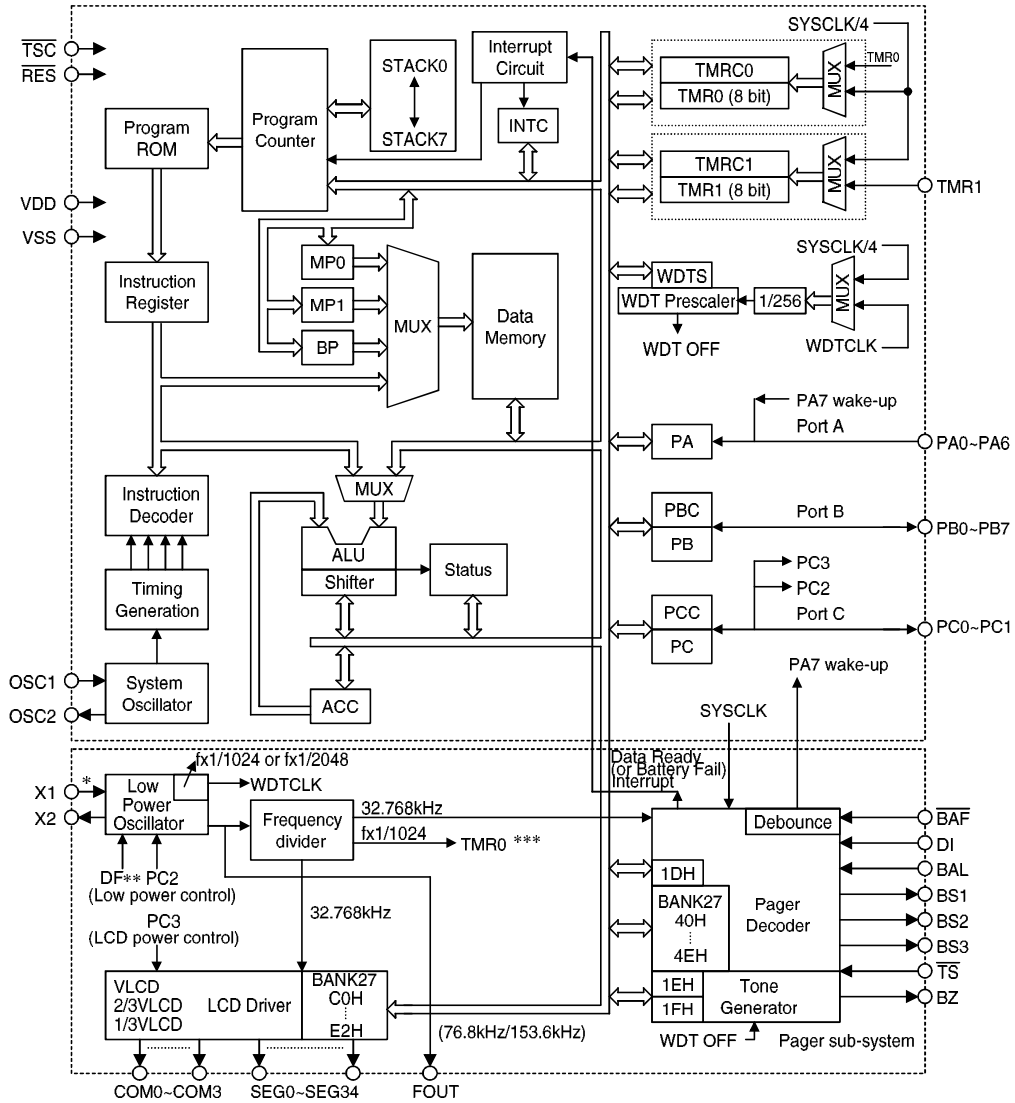 TSC
RES
VDD
VSS
OSC1
OSC2
X1
X2
Program
ROM
Program
Counter
STACK0
STACK7
Interrupt
Circuit
INTC
SYSCLK/4
TMRC0
TMR0 (8 bit)
MUX
TMR0
TMRC1
TMR1 (8 bit)
MUX
TMR1
Instruction
Register
MP0
MP1
BP
MUX
Data
Memory
WDTS
WDT Prescaler
1/256
MUX
SYSCLK/4
WDTCLK
WDT OFF
PA7 wake-up
Port A
PA
PA0~PA6
Instruction
Decoder
MUX
ALU
Shifter
Status
PBC
PB
Port B
PB0~PB7
Timing
Generation
PC3
PC2
Port C
PCC
PC
PC0~PC1
System
Oscillator
ACC
PA7 wake-up
SYSCLK
Data Ready
(or Battery Fail)
Interrupt
fx1/1024 or fx1/2048
*
Low
Power
Oscillator
WDTCLK
Frequency
divider
32.768kHz
fx1/1024
TMR0 ***
DF** PC2
(Low power control)
PC3
(LCD power control)
32.768kHz
Debounce
BAF
DI
BAL
BS1
BS2
BS3
TS
BZ
1DH
BANK27
40H
4EH
Pager
Decoder
1EH
1FH
Tone
Generator
VLCD
2/3VLCD
1/3VLCD
LCD Driver
BANK27
C0H
E2H
(76.8kHz/153.6kHz)
WDT OFF
Pager sub-system
COM0~COM3
SEG0~SEG34
FOUT